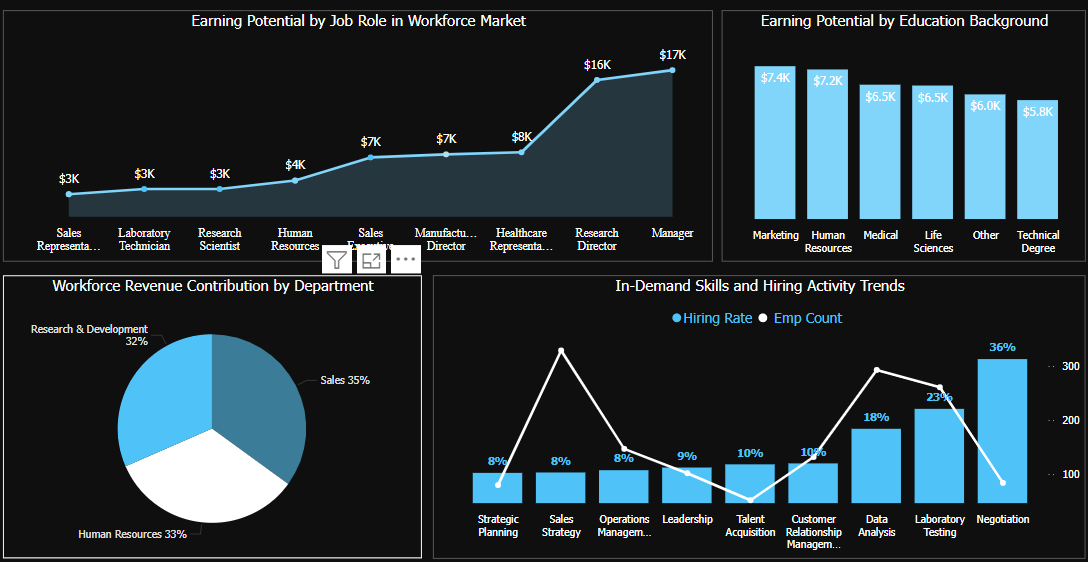 Earning Potential by Job Role in Workforce Market
$3K
$3K
$3K
$4K
$7K
$7K
$8K
$16K
$17K
Sales
Representa...
Laboratory
Technician
Research
Scientist
Human
Resources
Sales
Executive
Manufactu...
Director
Healthcare
Representa...
Research
Director
Manager
Earning Potential by Education Background
$7.4K
$7.2K
$6.5K
$6.5K
$6.0K
$5.8K
Marketing
Human
Resources
Medical
Life
Sciences
Other
Technical
Degree
Workforce Revenue Contribution by Department
Research & Development
32%
Sales 35%
Human Resources 33%
In-Demand Skills and Hiring Activity Trends
Hiring Rate
Emp Count
8%
8%
8%
9%
10%
10%
18%
23%
36%
300
200
100
Strategic
Planning
Sales
Strategy
Operations
Managem...
Leadership
Talent
Acquisition
Customer
Relationship
Managem...
Data
Analysis
Laboratory
Testing
Negotiation